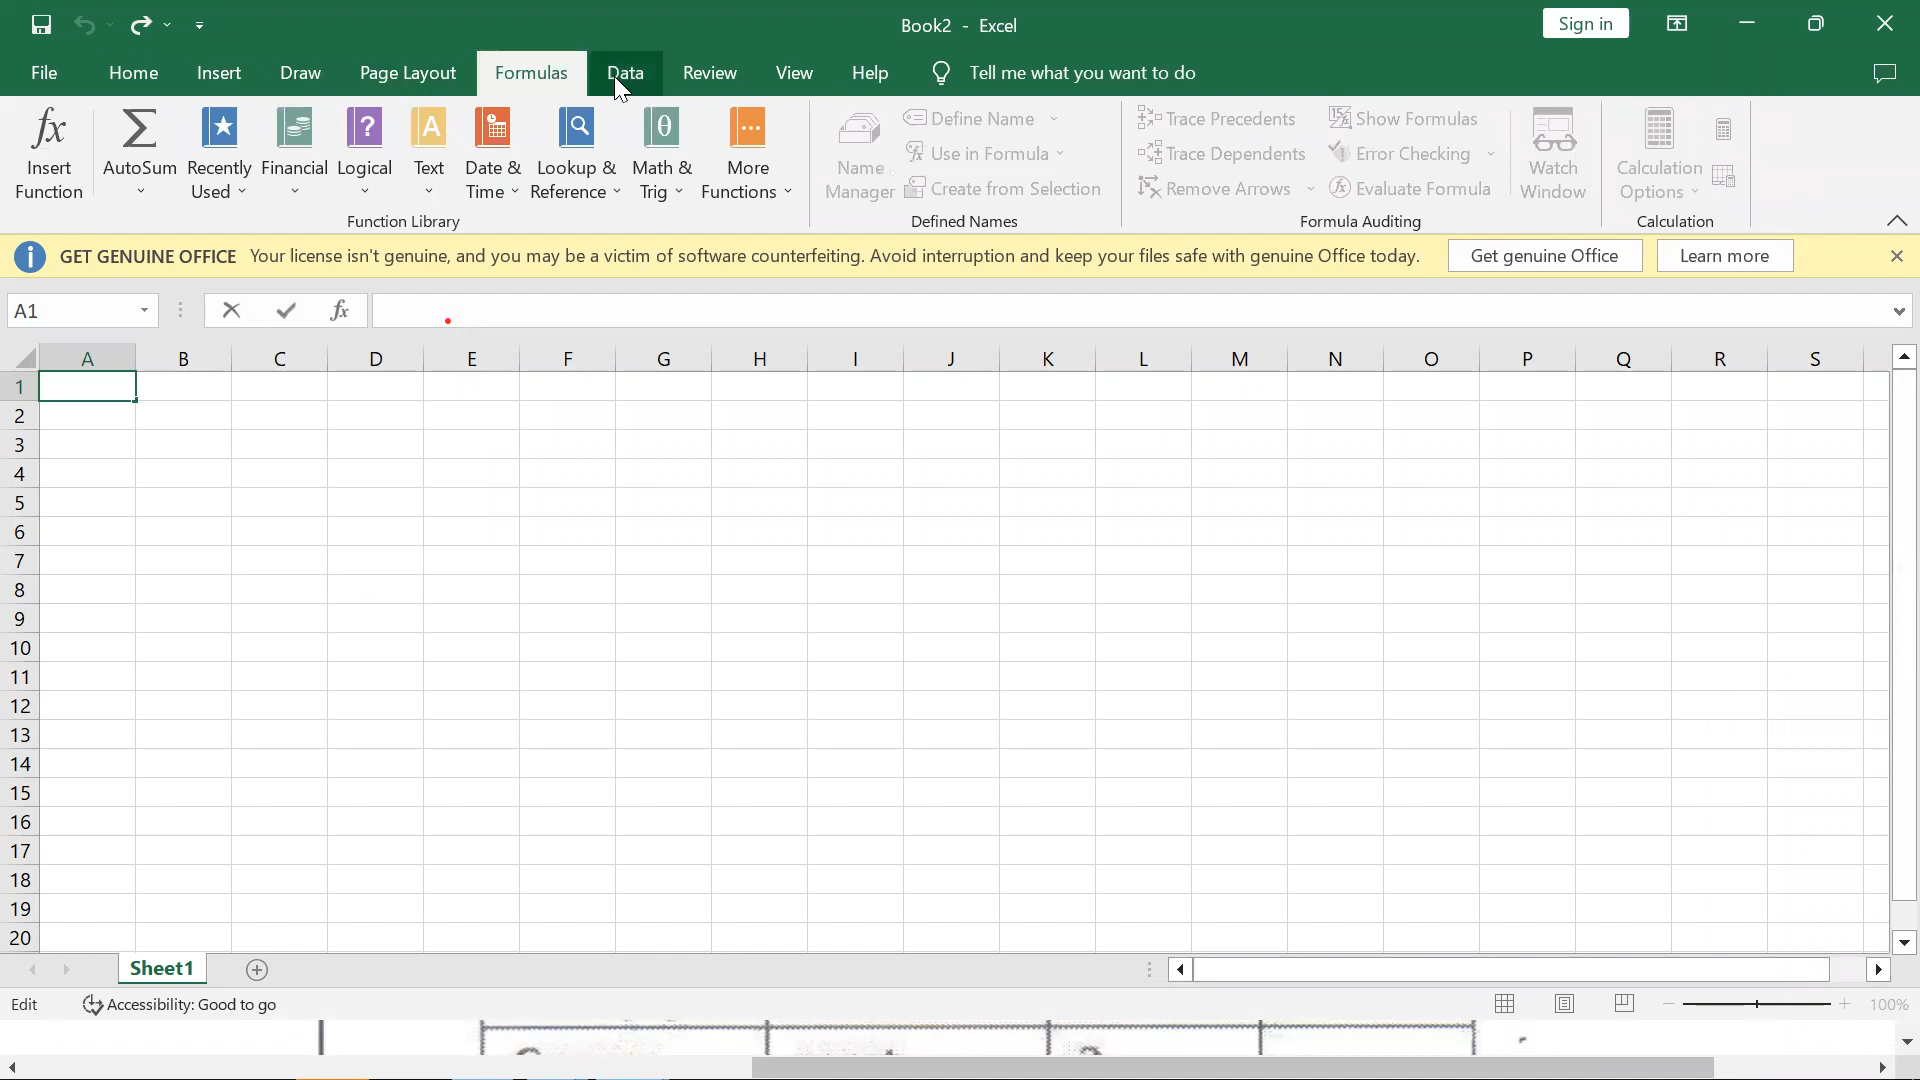 Book2 - Excel
Sign in
File Home Insert Draw Page Layout Formulas Data Review View Help Tell me what you want to do
Insert Function
AutoSum
Recently Used
Financial
Logical
Text
Date & Time
Lookup & Reference
Math & Trig
More Functions
Function Library
Name Manager
Define Name
Use in Formula
Create from Selection
Defined Names
Trace Precedents
Trace Dependents
Remove Arrows
Show Formulas
Error Checking
Evaluate Formula
Formula Auditing
Watch Window
Calculation Options
Calculation
GET GENUINE OFFICE Your license isn't genuine, and you may be a victim of software counterfeiting. Avoid interruption and keep your files safe with genuine Office today. Get genuine Office Learn more
A1 fx
A B C D E F G H I J K L M N O P Q R S
1
2
3
4
5
6
7
8
9
10
11
12
13
14
15
16
17
18
19
20
Sheet1
Edit Accessibility: Good to go 100%